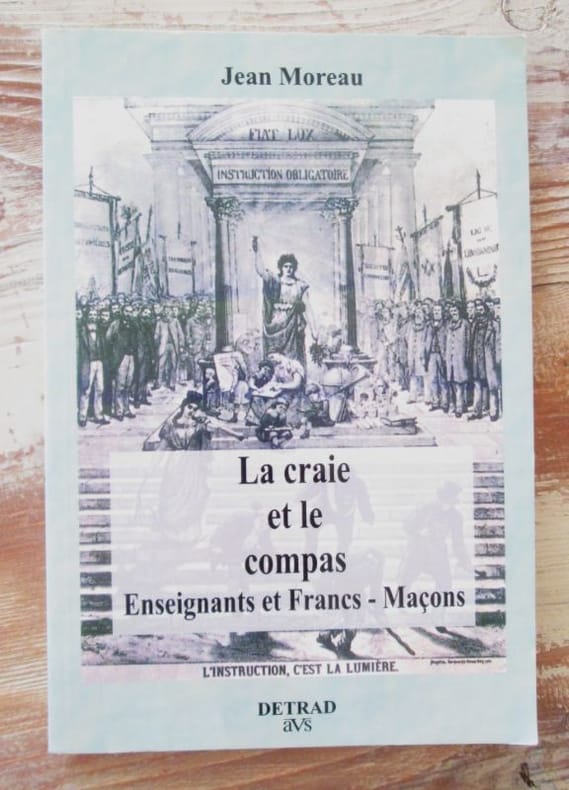 Jean Moreau
FIAT LUX
INSTRUCTION OBLIGATOIRE
La craie
et le
compas
Enseignants et Francs - Maçons
L'INSTRUCTION, C'EST LA LUMIÈRE.
DETRAD
aVs